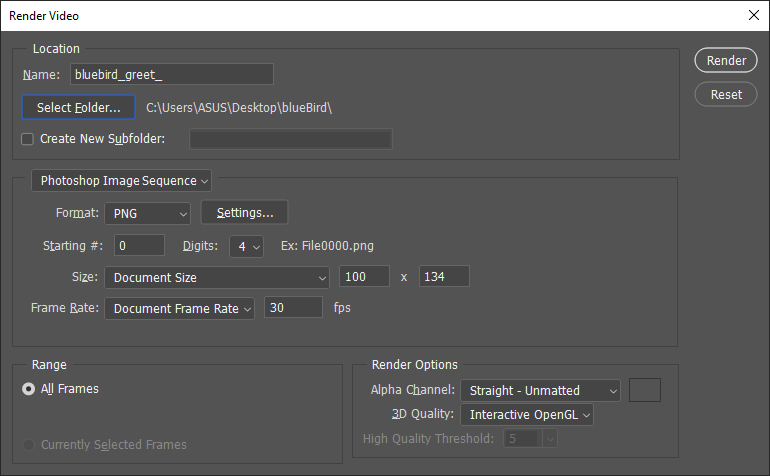 Render Video
Location
Render
Name: bluebird_greet_
Select Folder... C:\Users\ASUS\Desktop\blueBird\
Reset
Create New Subfolder:
Photoshop Image Sequence
Format: PNG Settings...
Starting #: 0 Digits: 4 Ex: File0000.png
Size: Document Size 100 x 134
Frame Rate: Document Frame Rate 30 fps
Range
All Frames
Currently Selected Frames
Render Options
Alpha Channel: Straight - Unmatted
3D Quality: Interactive OpenGL
High Quality Threshold: 5